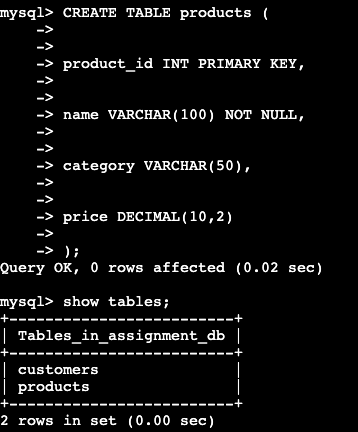 mysql> CREATE TABLE products (
    ->
    ->
    -> product_id INT PRIMARY KEY,
    ->
    ->
    -> name VARCHAR(100) NOT NULL,
    ->
    ->
    -> category VARCHAR(50),
    ->
    ->
    -> price DECIMAL(10,2)
    ->
    -> );
Query OK, 0 rows affected (0.02 sec)

mysql> show tables;
+-------------------------+
| Tables_in_assignment_db |
+-------------------------+
| customers               |
| products                |
+-------------------------+
2 rows in set (0.00 sec)